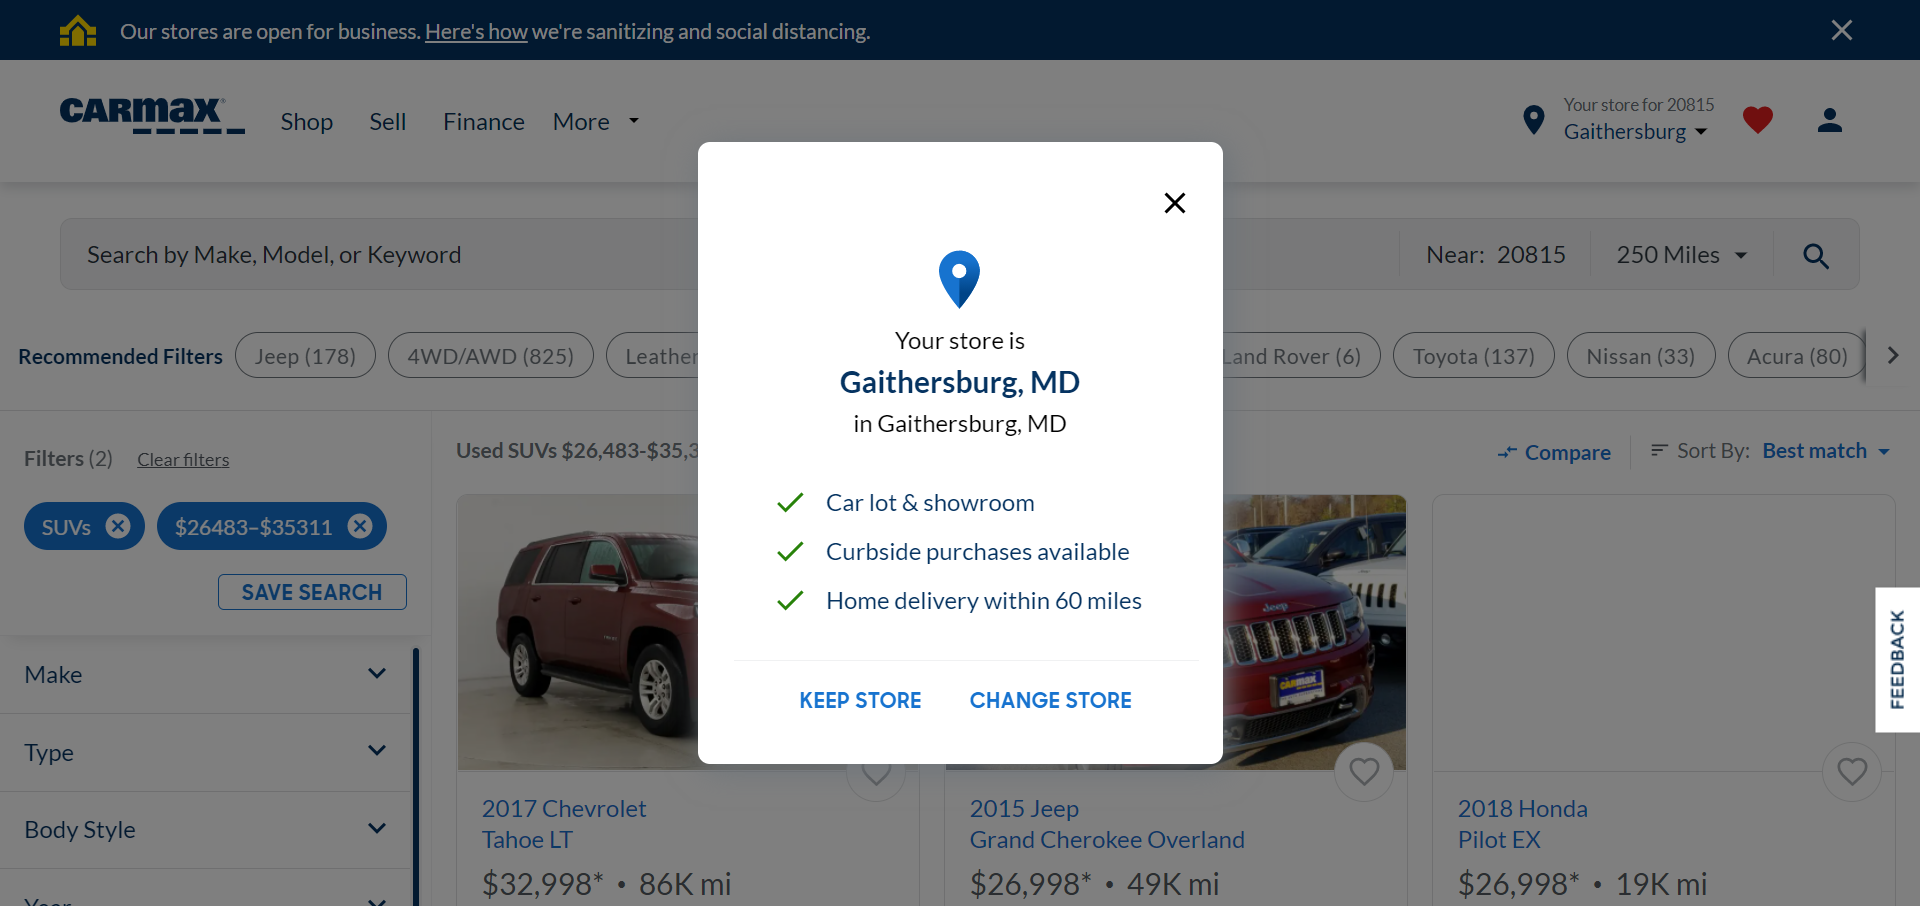 Our stores are open for business. Here's how we're sanitizing and social distancing.
CARMAX
Shop
Sell
Finance
More
Your store for 20815
Gaithersburg
Search by Make, Model, or Keyword
Near: 20815
250 Miles
Recommended Filters
Jeep (178)
4WD/AWD (825)
Leather
Land Rover (6)
Toyota (137)
Nissan (33)
Acura (80)
Filters (2)
Clear filters
SUVs
$26483–$35311
SAVE SEARCH
Make
Type
Body Style
Year
Used SUVs $26,483-$35,3
Compare
Sort By: Best match
Your store is
Gaithersburg, MD
in Gaithersburg, MD
Car lot & showroom
Curbside purchases available
Home delivery within 60 miles
KEEP STORE
CHANGE STORE
Jeep
CARMAX
2017 Chevrolet
Tahoe LT
$32,998* • 86K mi
2015 Jeep
Grand Cherokee Overland
$26,998* • 49K mi
2018 Honda
Pilot EX
$26,998* • 19K mi
FEEDBACK